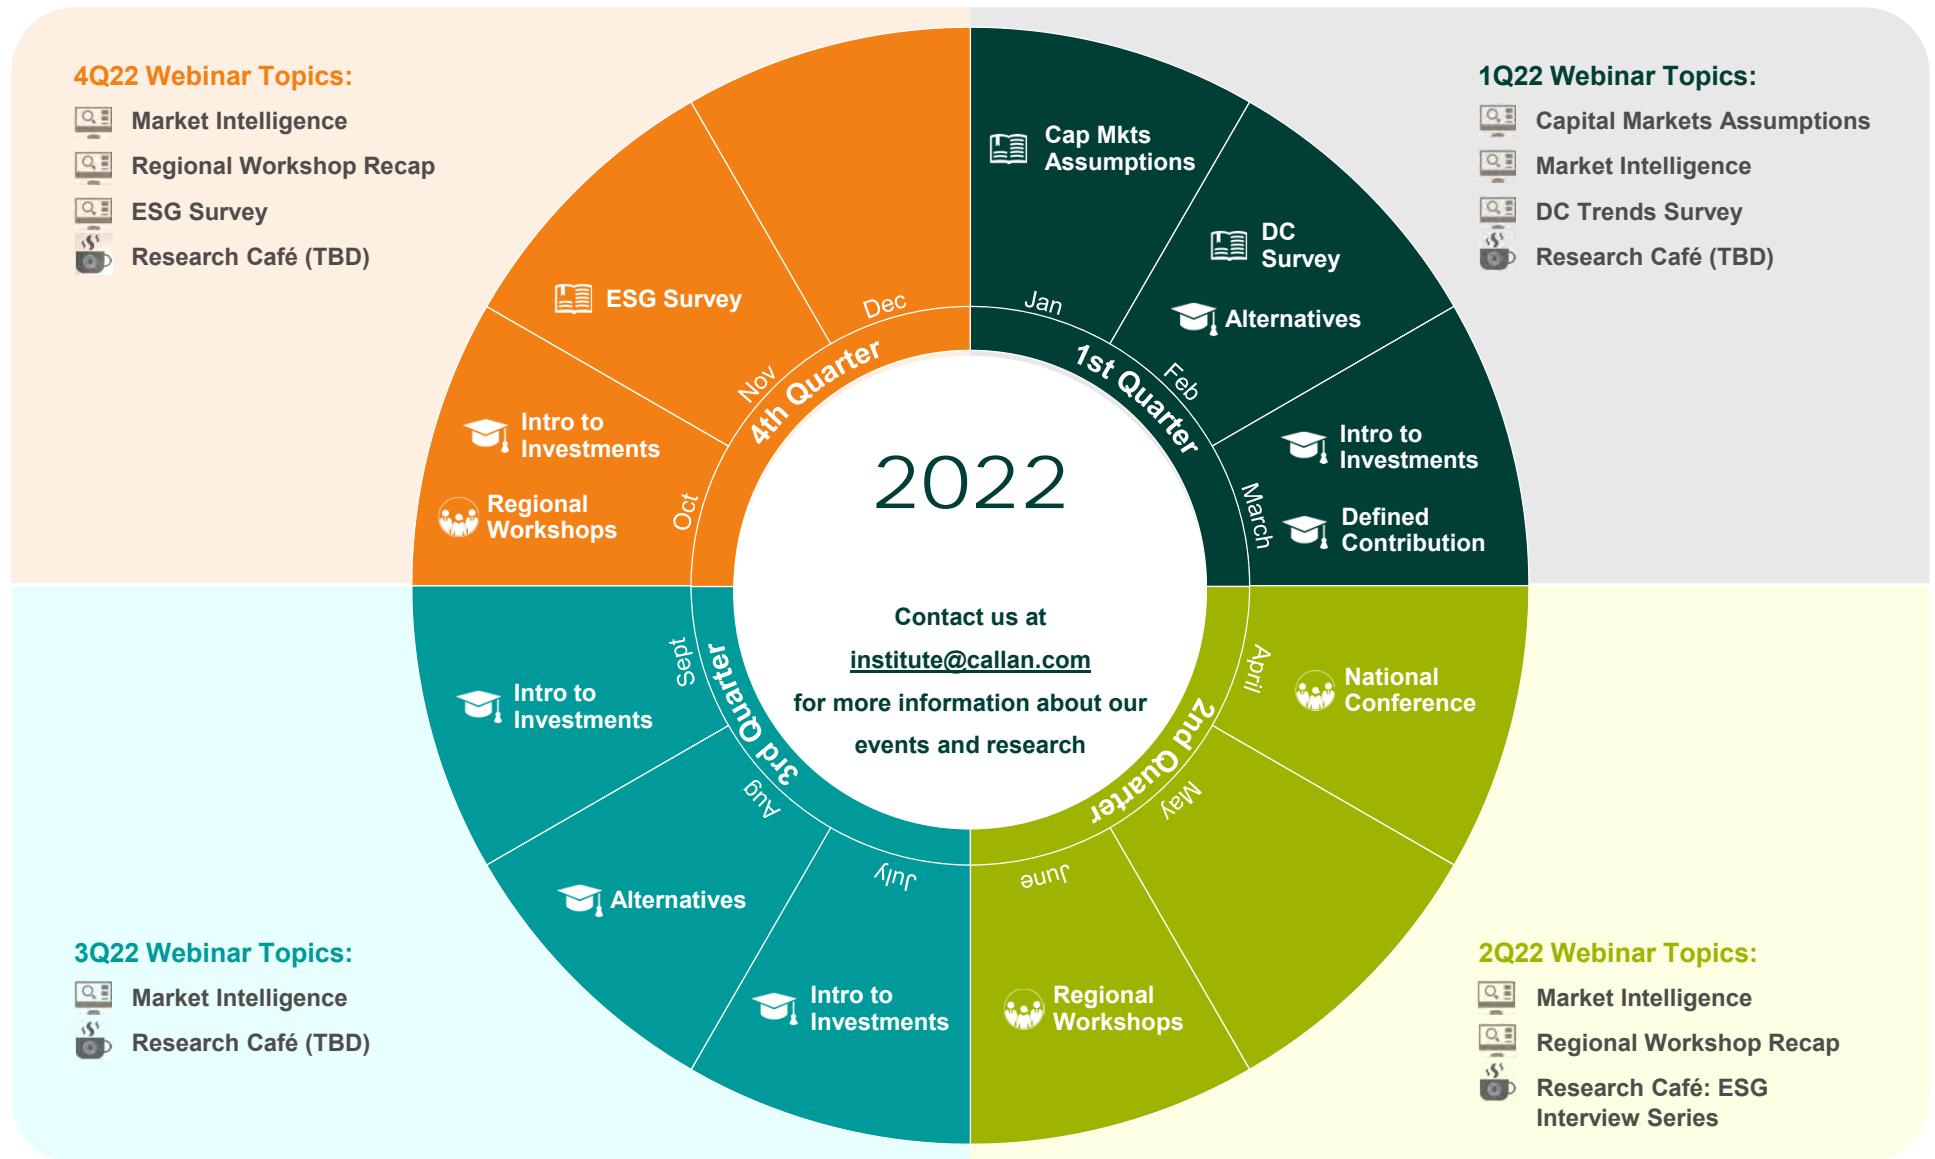 4Q22 Webinar Topics:
Market Intelligence
Regional Workshop Recap
ESG Survey
Research Café (TBD)
1Q22 Webinar Topics:
Capital Markets Assumptions
Market Intelligence
DC Trends Survey
Research Café (TBD)
Cap Mkts
Assumptions
Jan
DC
Survey
Alternatives
Feb
Intro to
Investments
Defined
Contribution
March
1st Quarter
National
Conference
April
May
Regional
Workshops
June
2nd Quarter
Intro to
Investments
July
Alternatives
Aug
Intro to
Investments
Sept
3rd Quarter
Intro to
Investments
Regional
Workshops
Oct
ESG Survey
Nov
Dec
4th Quarter
2022
Contact us at
institute@callan.com
for more information about our
events and research
3Q22 Webinar Topics:
Market Intelligence
Research Café (TBD)
2Q22 Webinar Topics:
Market Intelligence
Regional Workshop Recap
Research Café: ESG
Interview Series